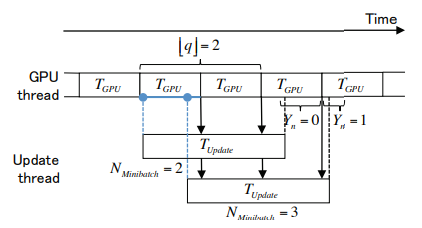 Time
⌊q⌋ = 2
GPU thread
T_GPU T_GPU T_GPU T_GPU T_GPU
Y_n = 0 Y_n = 1
T_Update
N_Minibatch = 2
Update thread
T_Update
N_Minibatch = 3